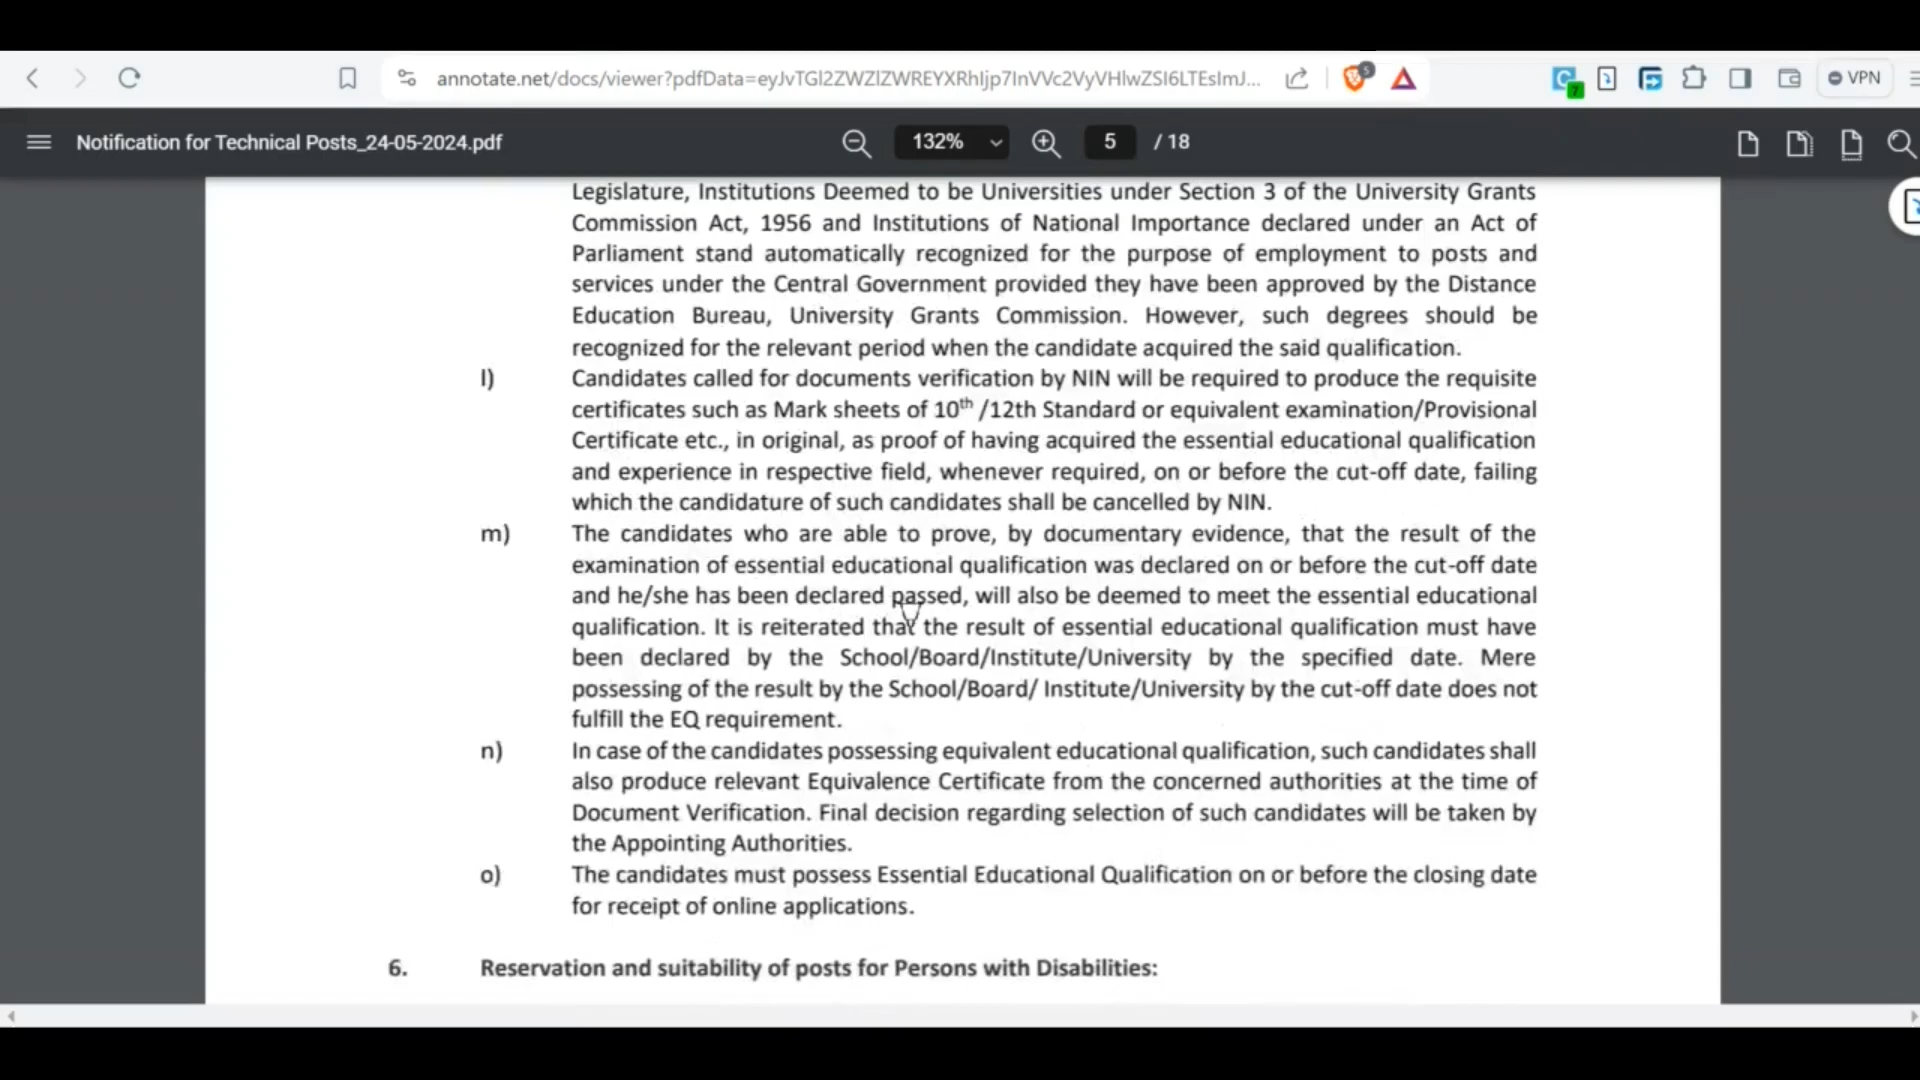 annotate.net/docs/viewer?pdfData=eyJvTGl2ZWZlZWREYXRhIjp7InVVc2VyVHlwZSI6LTEsImJ...
5
7
VPN
Notification for Technical Posts_24-05-2024.pdf
132%
5 / 18
Legislature, Institutions Deemed to be Universities under Section 3 of the University Grants
Commission Act, 1956 and Institutions of National Importance declared under an Act of
Parliament stand automatically recognized for the purpose of employment to posts and
services under the Central Government provided they have been approved by the Distance
Education Bureau, University Grants Commission. However, such degrees should be
recognized for the relevant period when the candidate acquired the said qualification.
l) Candidates called for documents verification by NIN will be required to produce the requisite
certificates such as Mark sheets of 10th /12th Standard or equivalent examination/Provisional
Certificate etc., in original, as proof of having acquired the essential educational qualification
and experience in respective field, whenever required, on or before the cut-off date, failing
which the candidature of such candidates shall be cancelled by NIN.
m) The candidates who are able to prove, by documentary evidence, that the result of the
examination of essential educational qualification was declared on or before the cut-off date
and he/she has been declared passed, will also be deemed to meet the essential educational
qualification. It is reiterated that the result of essential educational qualification must have
been declared by the School/Board/Institute/University by the specified date. Mere
possessing of the result by the School/Board/ Institute/University by the cut-off date does not
fulfill the EQ requirement.
n) In case of the candidates possessing equivalent educational qualification, such candidates shall
also produce relevant Equivalence Certificate from the concerned authorities at the time of
Document Verification. Final decision regarding selection of such candidates will be taken by
the Appointing Authorities.
o) The candidates must possess Essential Educational Qualification on or before the closing date
for receipt of online applications.
6. Reservation and suitability of posts for Persons with Disabilities: